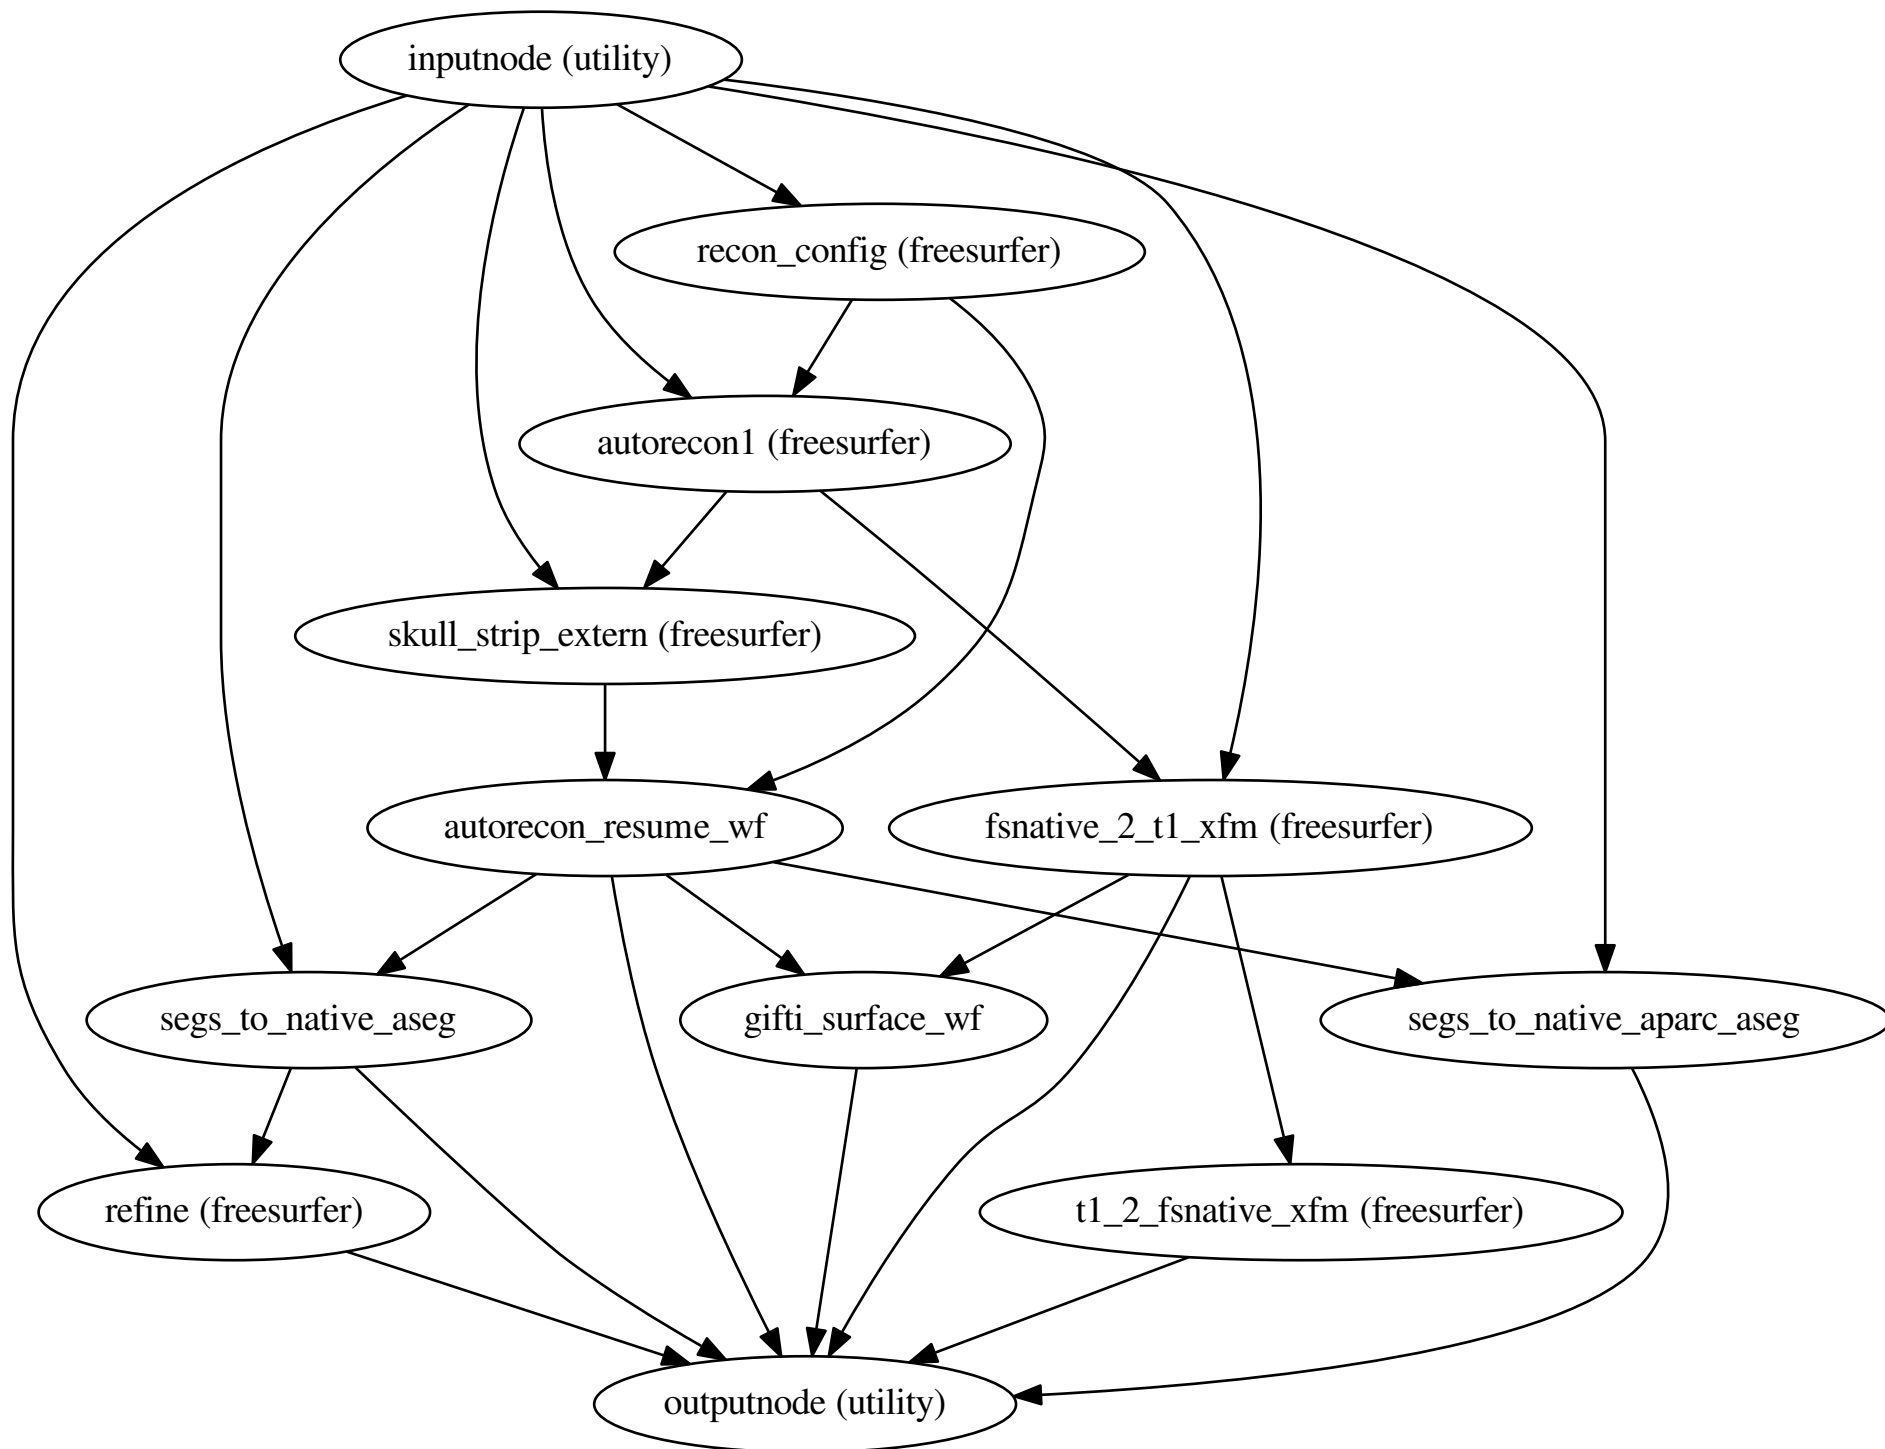 inputnode (utility)
recon_config (freesurfer)
autorecon1 (freesurfer)
skull_strip_extern (freesurfer)
autorecon_resume_wf
fsnative_2_t1_xfm (freesurfer)
segs_to_native_aseg
gifti_surface_wf
segs_to_native_aparc_aseg
refine (freesurfer)
t1_2_fsnative_xfm (freesurfer)
outputnode (utility)